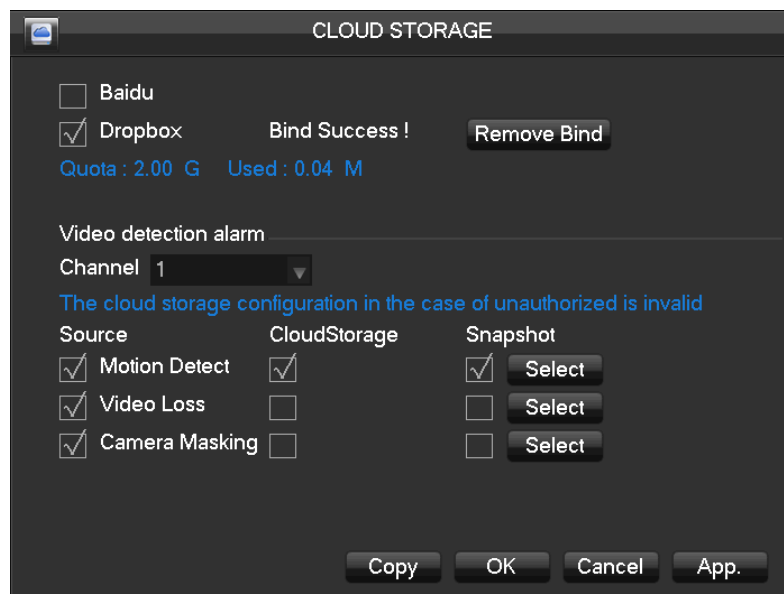 CLOUD STORAGE
Baidu
Dropbox Bind Success ! Remove Bind
Quota : 2.00 G Used : 0.04 M
Video detection alarm
Channel 1
The cloud storage configuration in the case of unauthorized is invalid
Source CloudStorage Snapshot
Motion Detect Select
Video Loss Select
Camera Masking Select
Copy OK Cancel App.